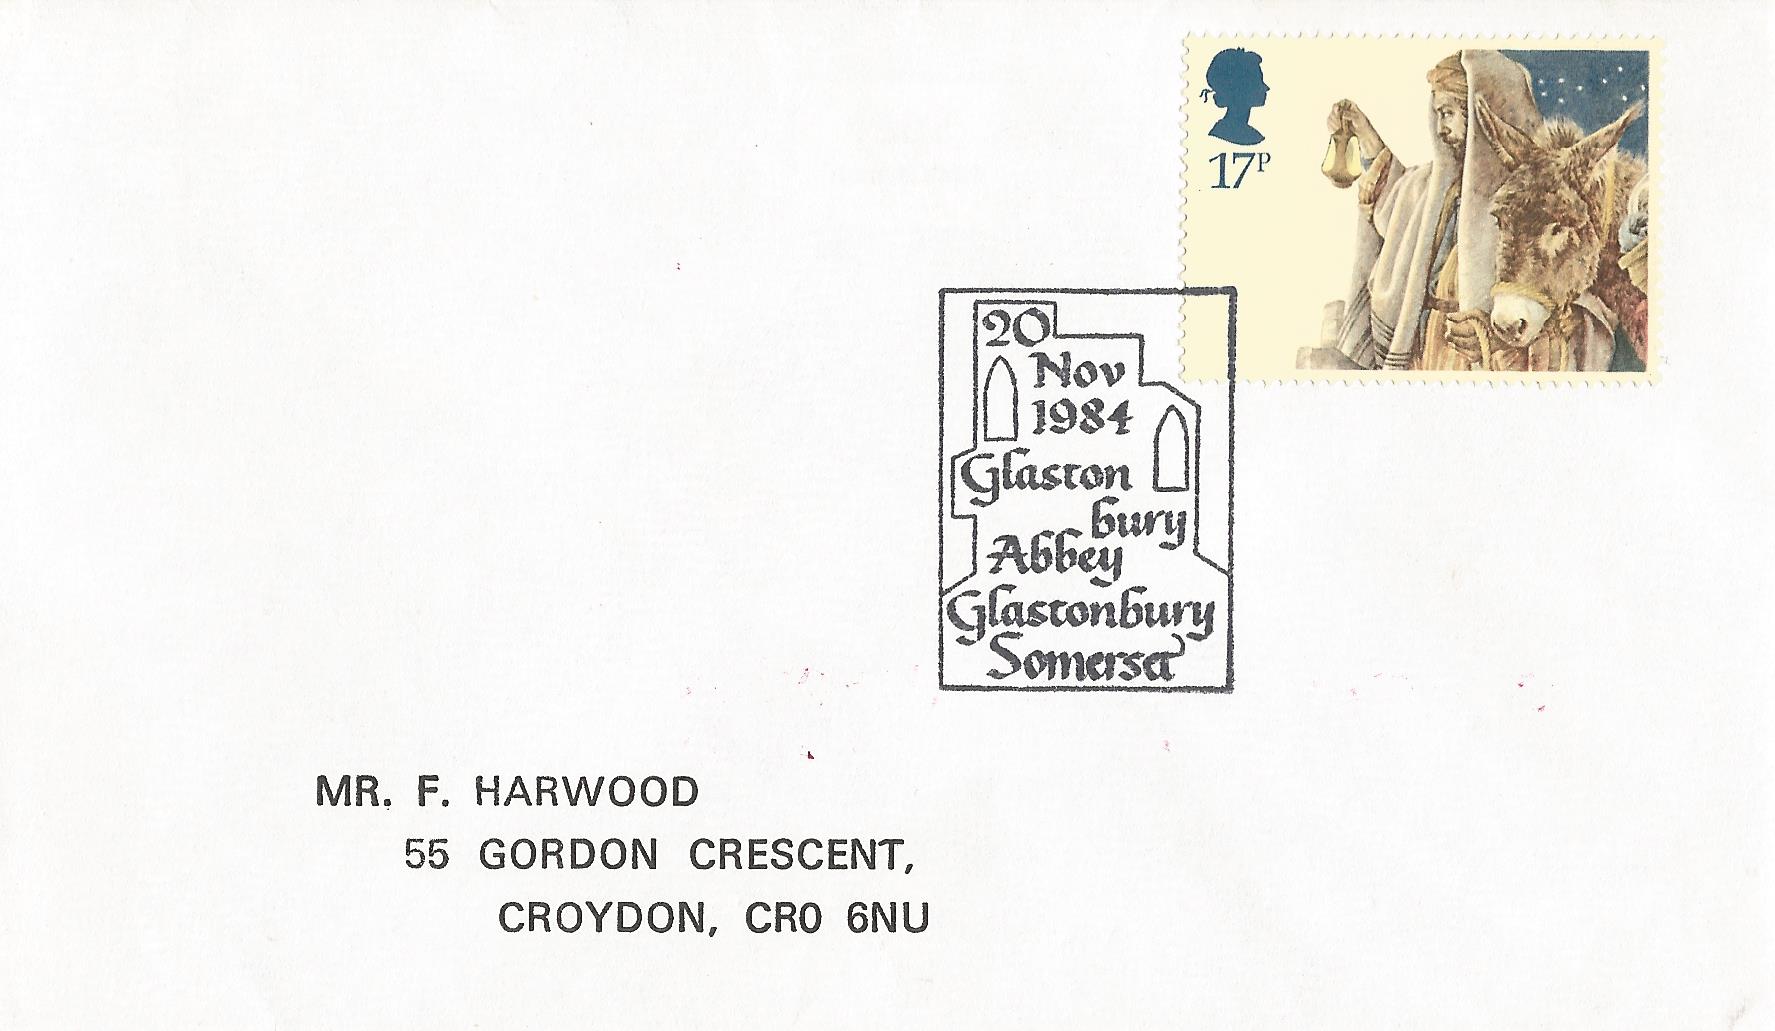 17P
20
Nov
1984
Glaston
bury
Abbey
Glastonbury
Somerset
MR. F. HARWOOD
55 GORDON CRESCENT,
CROYDON, CR0 6NU